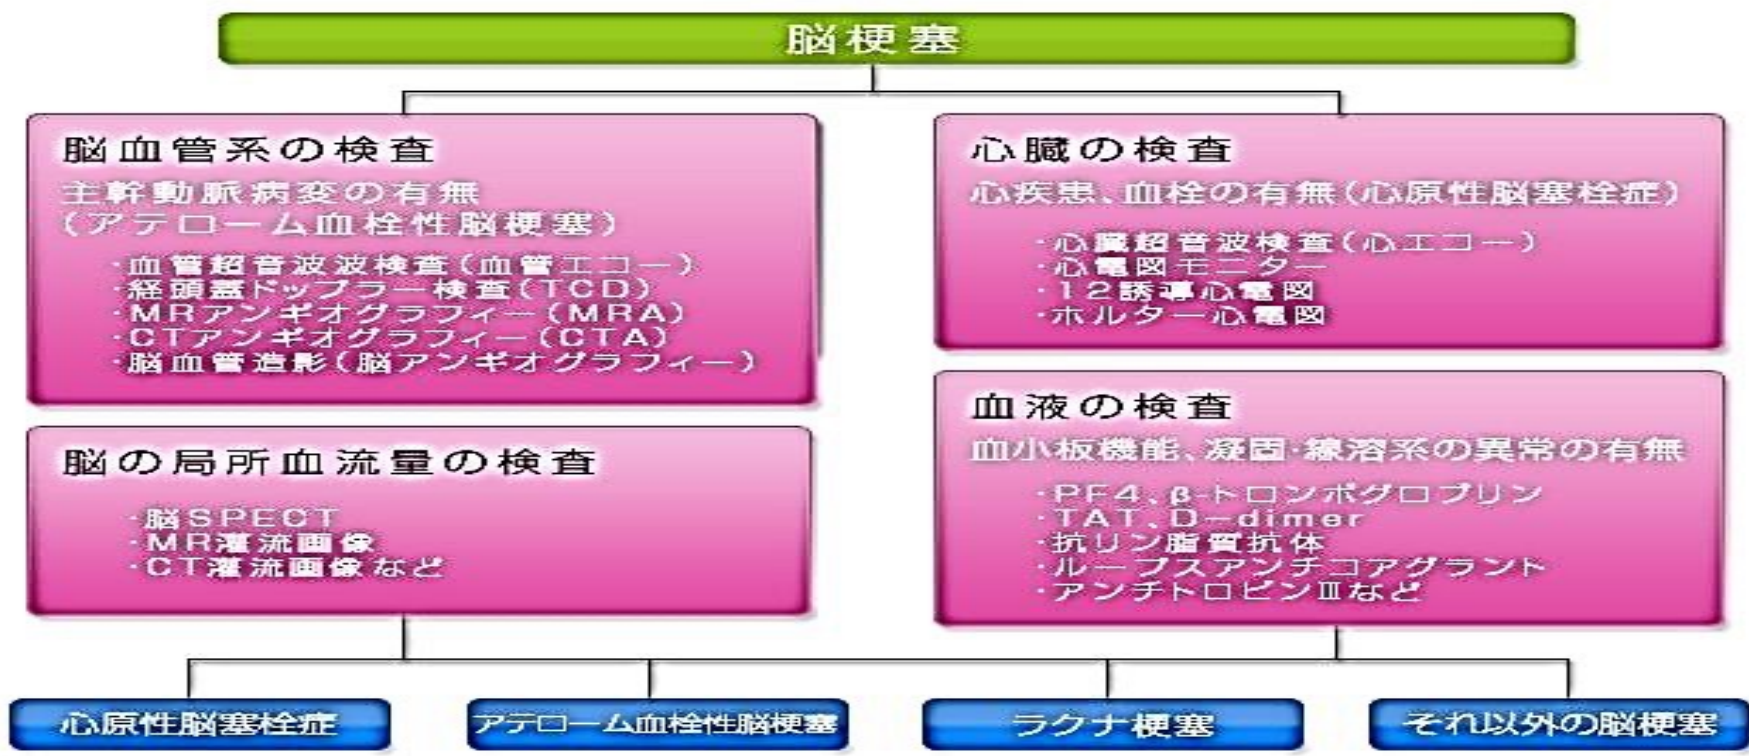 脳梗塞
脳血管系の検査
主幹動脈病変の有無
(アテローム血栓性脳梗塞)
・血管超音波波検査(血管エコー)
・経頭蓋ドップラー検査(TCD)
・MRアンギオグラフィー(MRA)
・CTアンギオグラフィー(CTA)
・脳血管造影(脳アンギオグラフィー)
脳の局所血流量の検査
・脳SPECT
・MR灌流画像
・CT灌流画像など
心臓の検査
心疾患、血栓の有無(心原性脳塞栓症)
・心臓超音波検査(心エコー)
・心電図モニター
・12誘導心電図
・ホルター心電図
血液の検査
血小板機能、凝固・線溶系の異常の有無
・PF4、β-トロンボグロブリン
・TAT、D-dimer
・抗リン脂質抗体
・ループスアンチコアグラント
・アンチトロビンⅢなど
心原性脳塞栓症
アテローム血栓性脳梗塞
ラクナ梗塞
それ以外の脳梗塞